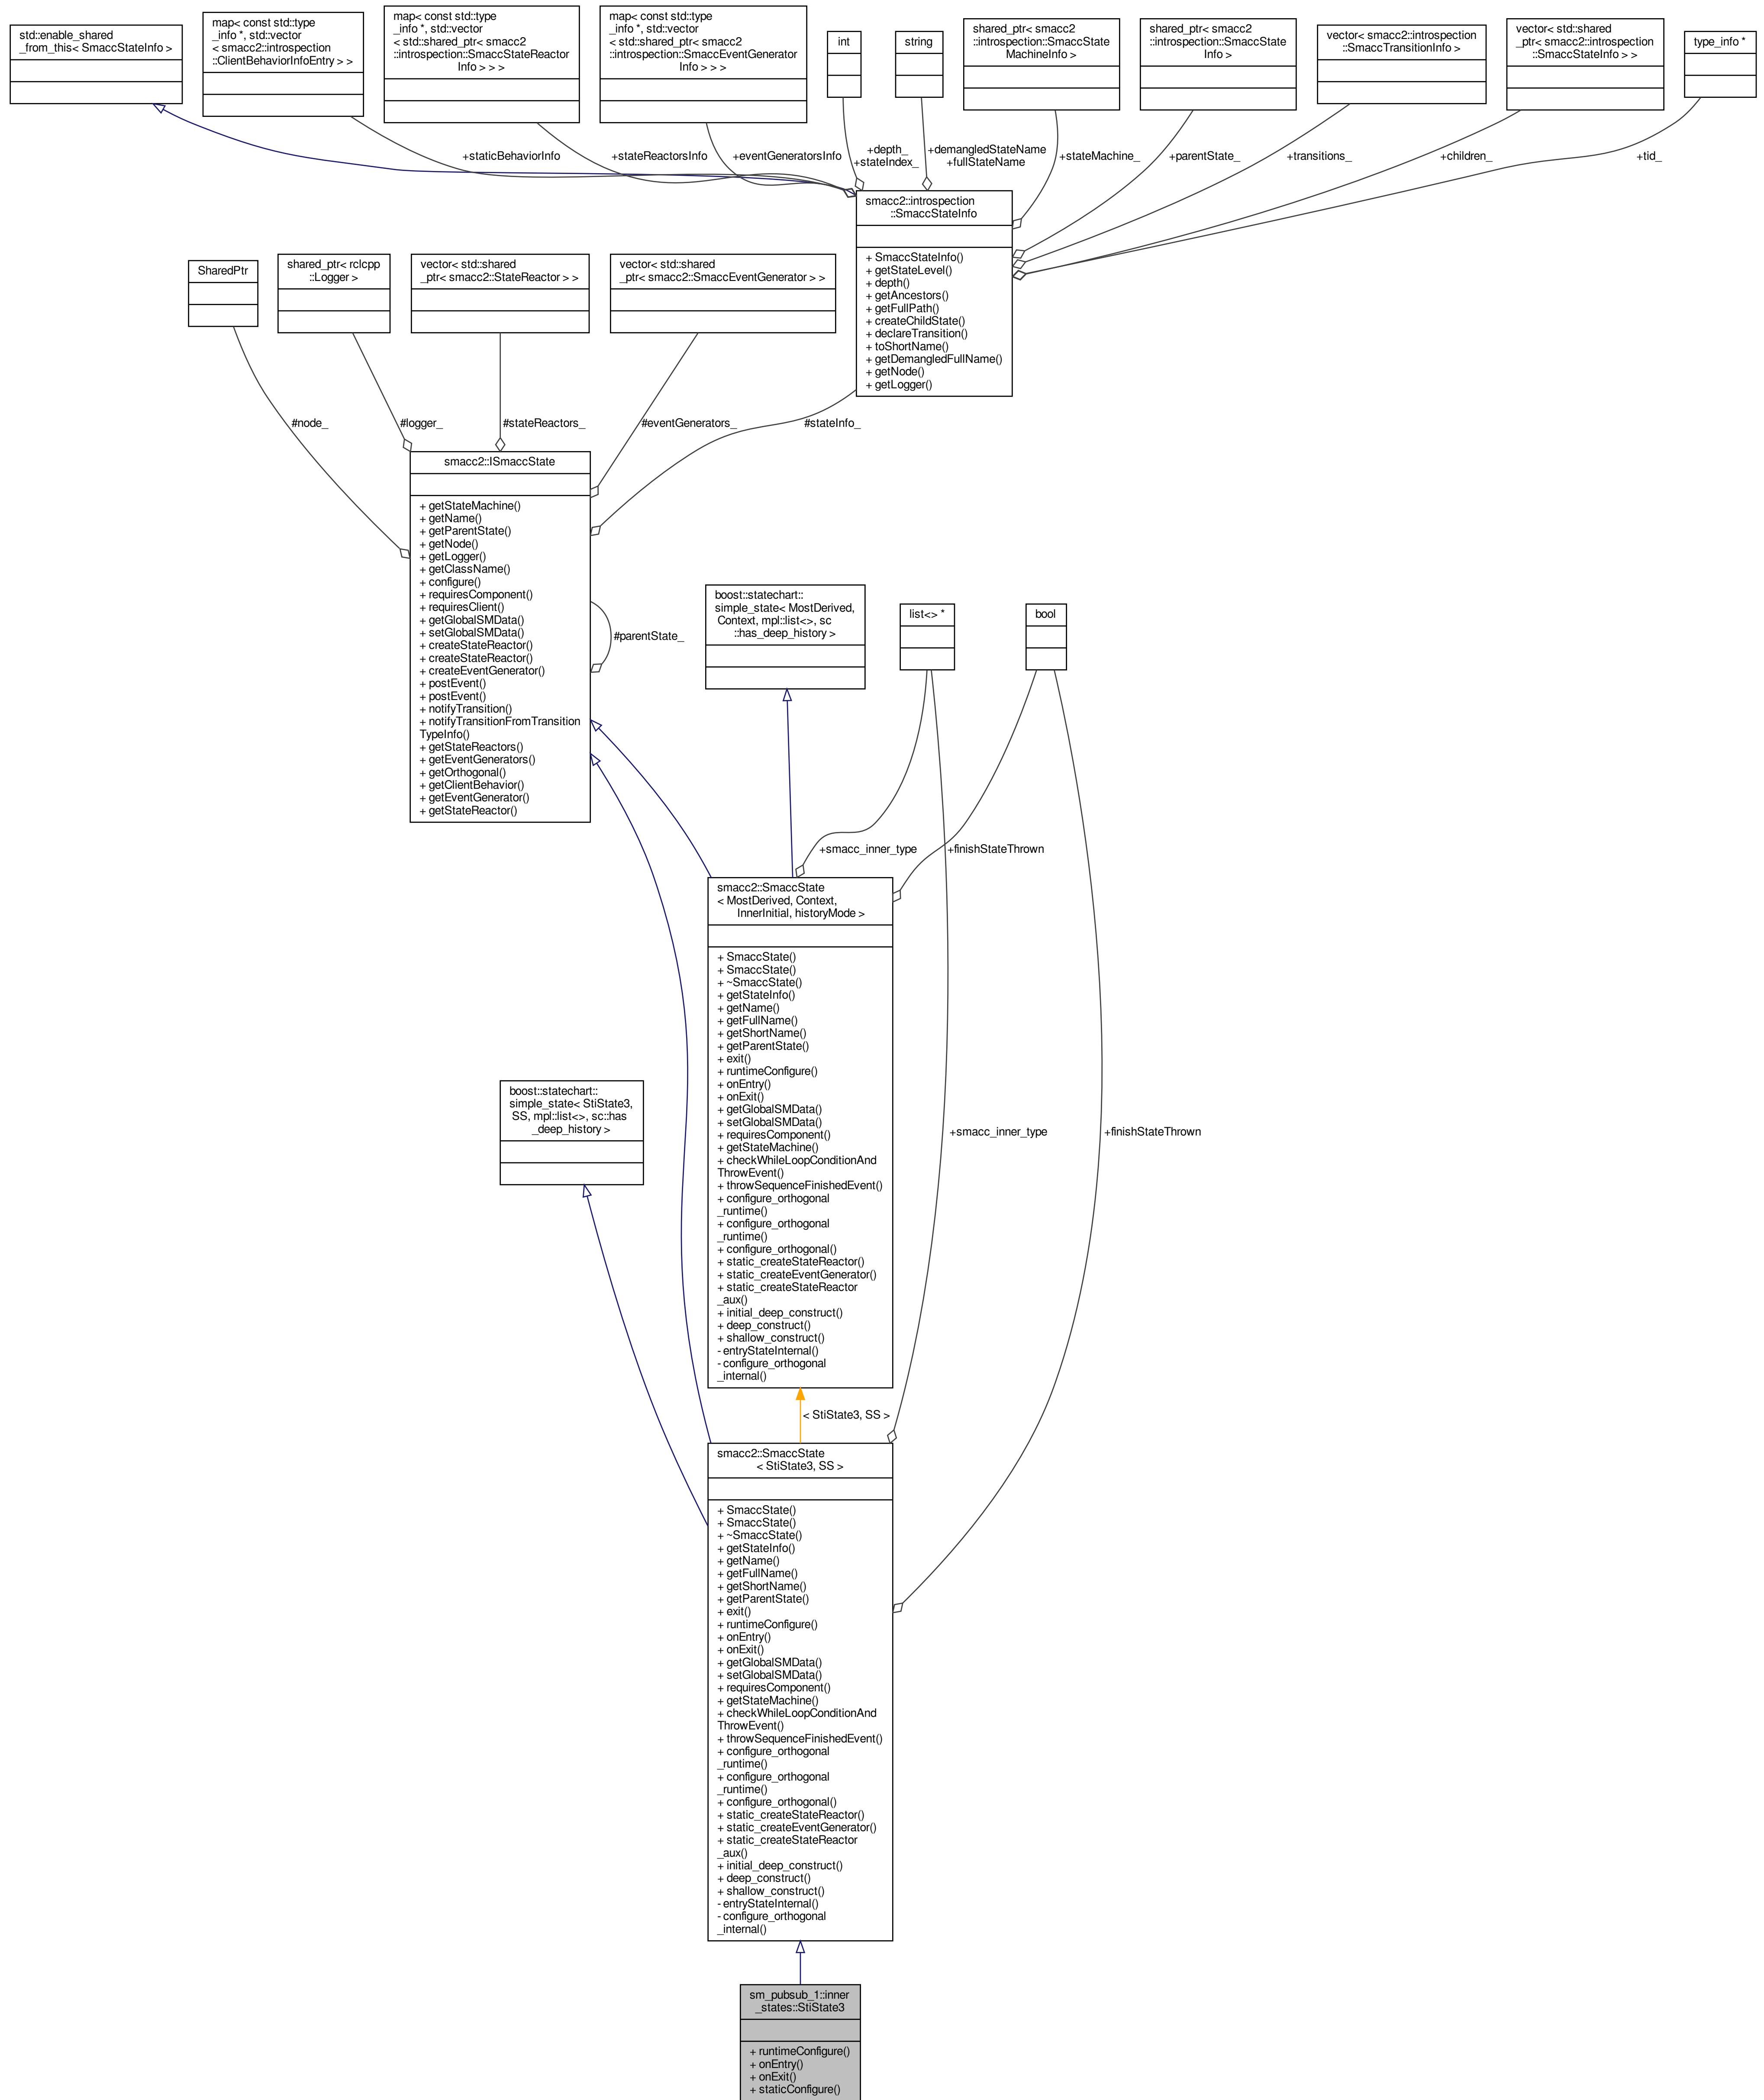 std::enable_shared
_from_this< SmaccStateInfo >
map< const std::type
_info *, std::vector
< smacc2::introspection
::ClientBehaviorInfoEntry > >
map< const std::type
_info *, std::vector
< std::shared_ptr< smacc2
::introspection::SmaccStateReactor
Info > > >
map< const std::type
_info *, std::vector
< std::shared_ptr< smacc2
::introspection::SmaccEventGenerator
Info > > >
int
string
shared_ptr< smacc2
::introspection::SmaccState
MachineInfo >
shared_ptr< smacc2
::introspection::SmaccState
Info >
vector< smacc2::introspection
::SmaccTransitionInfo >
vector< std::shared
_ptr< smacc2::introspection
::SmaccStateInfo > >
type_info *
+staticBehaviorInfo
+stateReactorsInfo
+eventGeneratorsInfo
+depth_
+stateIndex_
+demangledStateName
+fullStateName
+stateMachine_
+parentState_
+transitions_
+children_
+tid_
smacc2::introspection
::SmaccStateInfo
+ SmaccStateInfo()
+ getStateLevel()
+ depth()
+ getAncestors()
+ getFullPath()
+ createChildState()
+ declareTransition()
+ toShortName()
+ getDemangledFullName()
+ getNode()
+ getLogger()
SharedPtr
shared_ptr< rclcpp
::Logger >
vector< std::shared
_ptr< smacc2::StateReactor > >
vector< std::shared
_ptr< smacc2::SmaccEventGenerator > >
#node_
#logger_
#stateReactors_
#eventGenerators_
#stateInfo_
smacc2::ISmaccState
+ getStateMachine()
+ getName()
+ getParentState()
+ getNode()
+ getLogger()
+ getClassName()
+ configure()
+ requiresComponent()
+ requiresClient()
+ getGlobalSMData()
+ setGlobalSMData()
+ createStateReactor()
+ createStateReactor()
+ createEventGenerator()
+ postEvent()
+ postEvent()
+ notifyTransition()
+ notifyTransitionFromTransition
TypeInfo()
+ getStateReactors()
+ getEventGenerators()
+ getOrthogonal()
+ getClientBehavior()
+ getEventGenerator()
+ getStateReactor()
#parentState_
boost::statechart::
simple_state< MostDerived,
Context, mpl::list<>, sc
::has_deep_history >
list<> *
bool
+smacc_inner_type
+finishStateThrown
smacc2::SmaccState
< MostDerived, Context,
InnerInitial, historyMode >
+ SmaccState()
+ SmaccState()
+ ~SmaccState()
+ getStateInfo()
+ getName()
+ getFullName()
+ getShortName()
+ getParentState()
+ exit()
+ runtimeConfigure()
+ onEntry()
+ onExit()
+ getGlobalSMData()
+ setGlobalSMData()
+ requiresComponent()
+ getStateMachine()
+ checkWhileLoopConditionAnd
ThrowEvent()
+ throwSequenceFinishedEvent()
+ configure_orthogonal
_runtime()
+ configure_orthogonal
_runtime()
+ configure_orthogonal()
+ static_createStateReactor()
+ static_createEventGenerator()
+ static_createStateReactor
_aux()
+ initial_deep_construct()
+ deep_construct()
+ shallow_construct()
- entryStateInternal()
- configure_orthogonal
_internal()
boost::statechart::
simple_state< StiState3,
SS, mpl::list<>, sc::has
_deep_history >
+smacc_inner_type
+finishStateThrown
< StiState3, SS >
smacc2::SmaccState
< StiState3, SS >
+ SmaccState()
+ SmaccState()
+ ~SmaccState()
+ getStateInfo()
+ getName()
+ getFullName()
+ getShortName()
+ getParentState()
+ exit()
+ runtimeConfigure()
+ onEntry()
+ onExit()
+ getGlobalSMData()
+ setGlobalSMData()
+ requiresComponent()
+ getStateMachine()
+ checkWhileLoopConditionAnd
ThrowEvent()
+ throwSequenceFinishedEvent()
+ configure_orthogonal
_runtime()
+ configure_orthogonal
_runtime()
+ configure_orthogonal()
+ static_createStateReactor()
+ static_createEventGenerator()
+ static_createStateReactor
_aux()
+ initial_deep_construct()
+ deep_construct()
+ shallow_construct()
- entryStateInternal()
- configure_orthogonal
_internal()
sm_pubsub_1::inner
_states::StiState3
+ runtimeConfigure()
+ onEntry()
+ onExit()
+ staticConfigure()